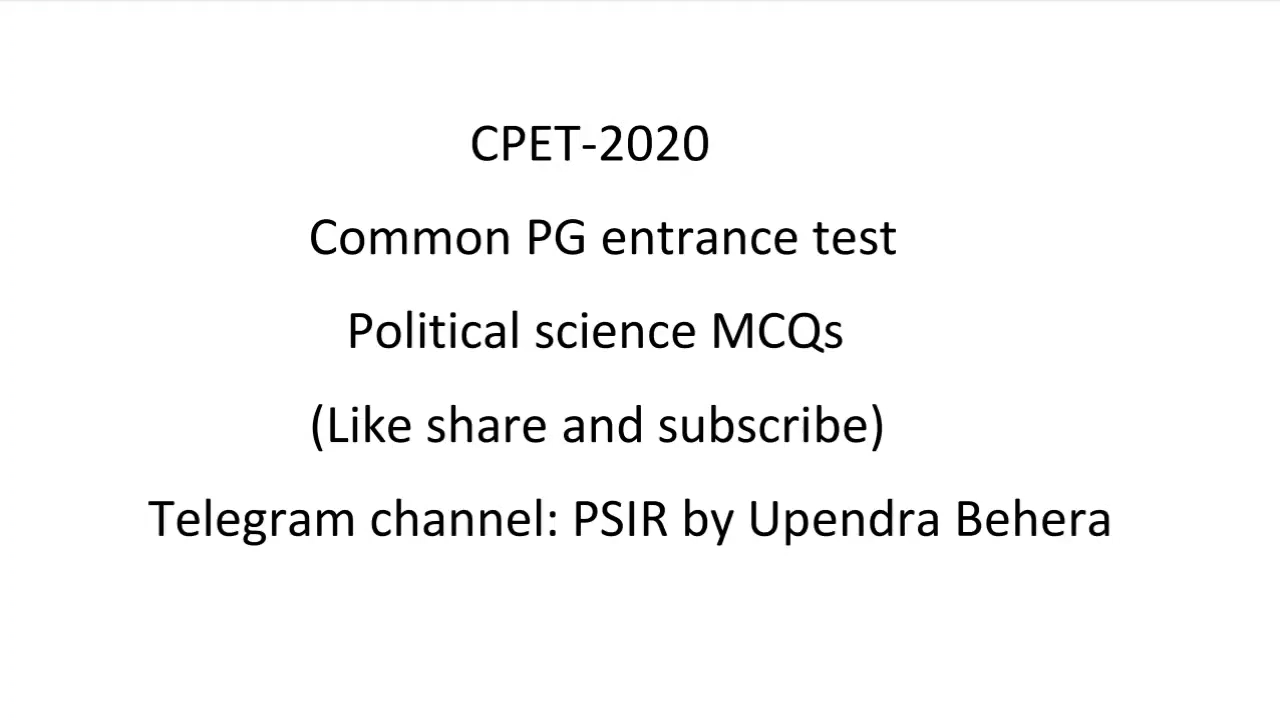 CPET-2020
Common PG entrance test
Political science MCQs
(Like share and subscribe)
Telegram channel: PSIR by Upendra Behera